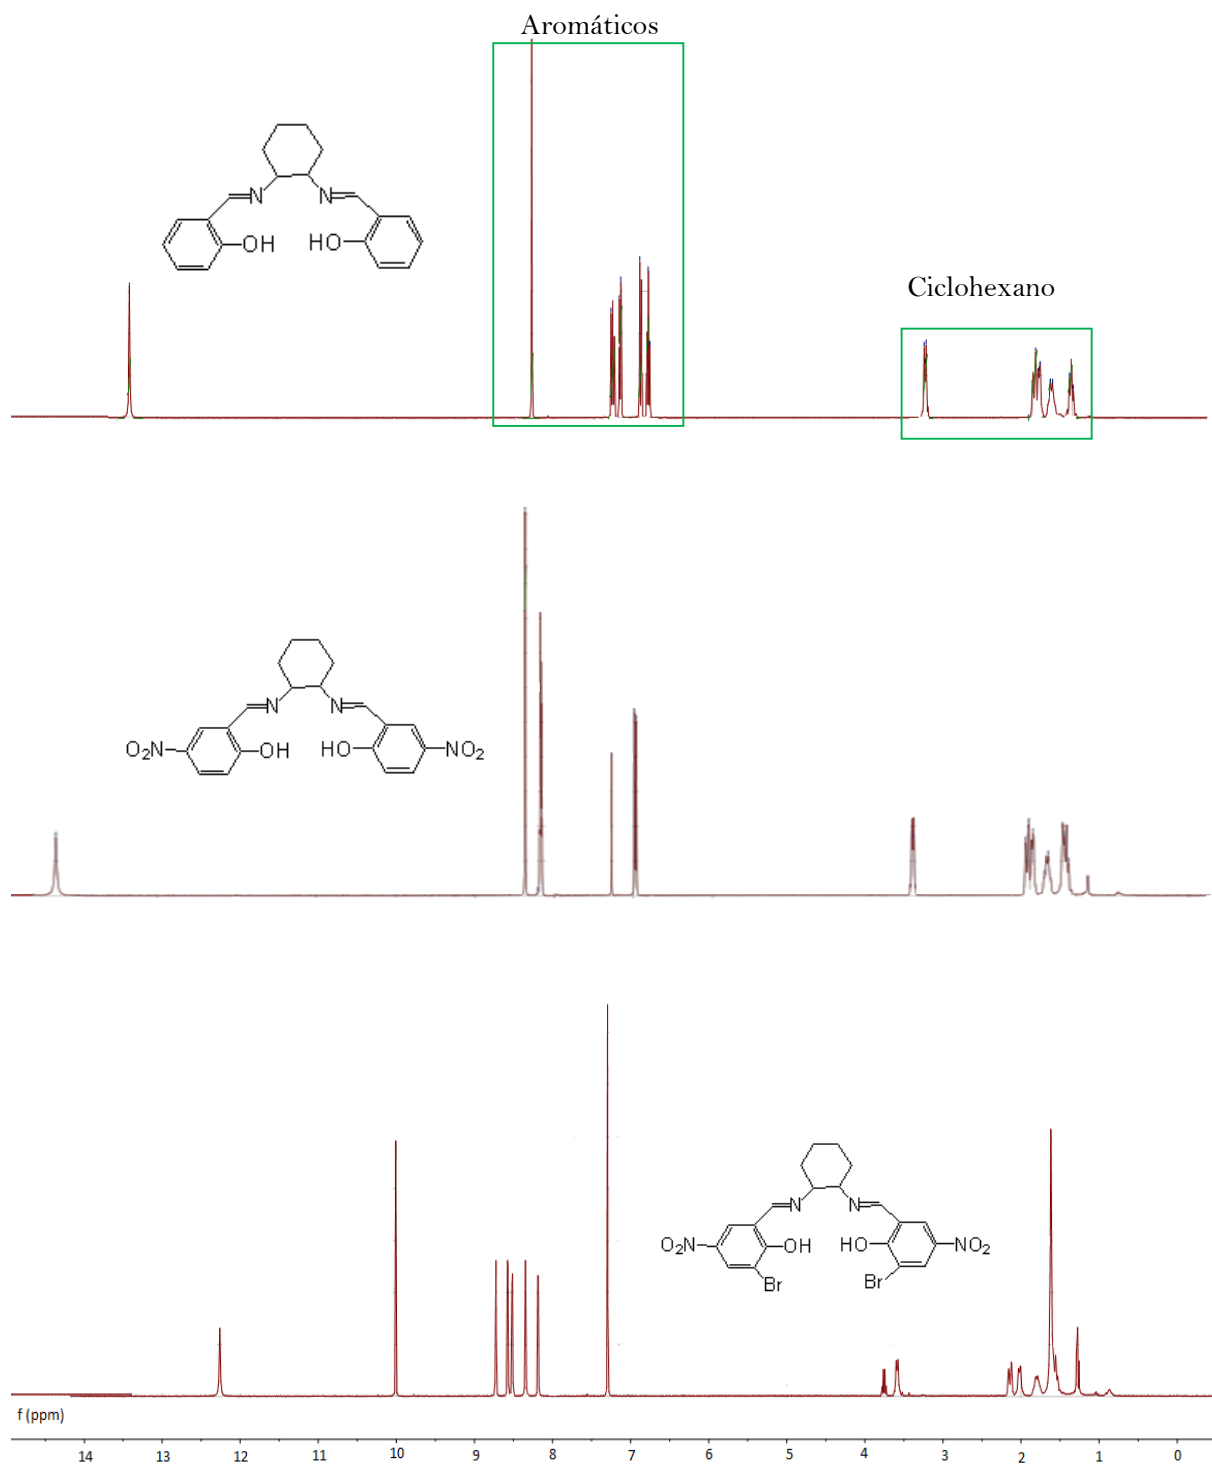 Aromáticos
N N
OH HO
Ciclohexano
N N
O₂N OH HO NO₂
N N
O₂N OH HO NO₂
Br Br
f (ppm)
14 13 12 11 10 9 8 7 6 5 4 3 2 1 0